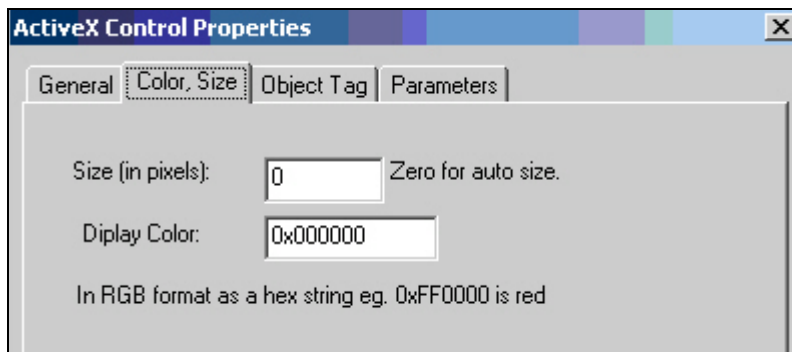 ActiveX Control Properties
General Color, Size Object Tag Parameters
Size (in pixels): 0 Zero for auto size.
Diplay Color: 0x000000
In RGB format as a hex string eg. 0xFF0000 is red